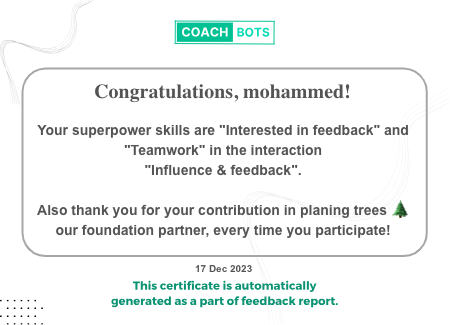 COACH BOTS
Congratulations, mohammed!
Your superpower skills are "Interested in feedback" and
"Teamwork" in the interaction
"Influence & feedback".
Also thank you for your contribution in planing trees 🌲
our foundation partner, every time you participate!
17 Dec 2023
This certificate is automatically
generated as a part of feedback report.